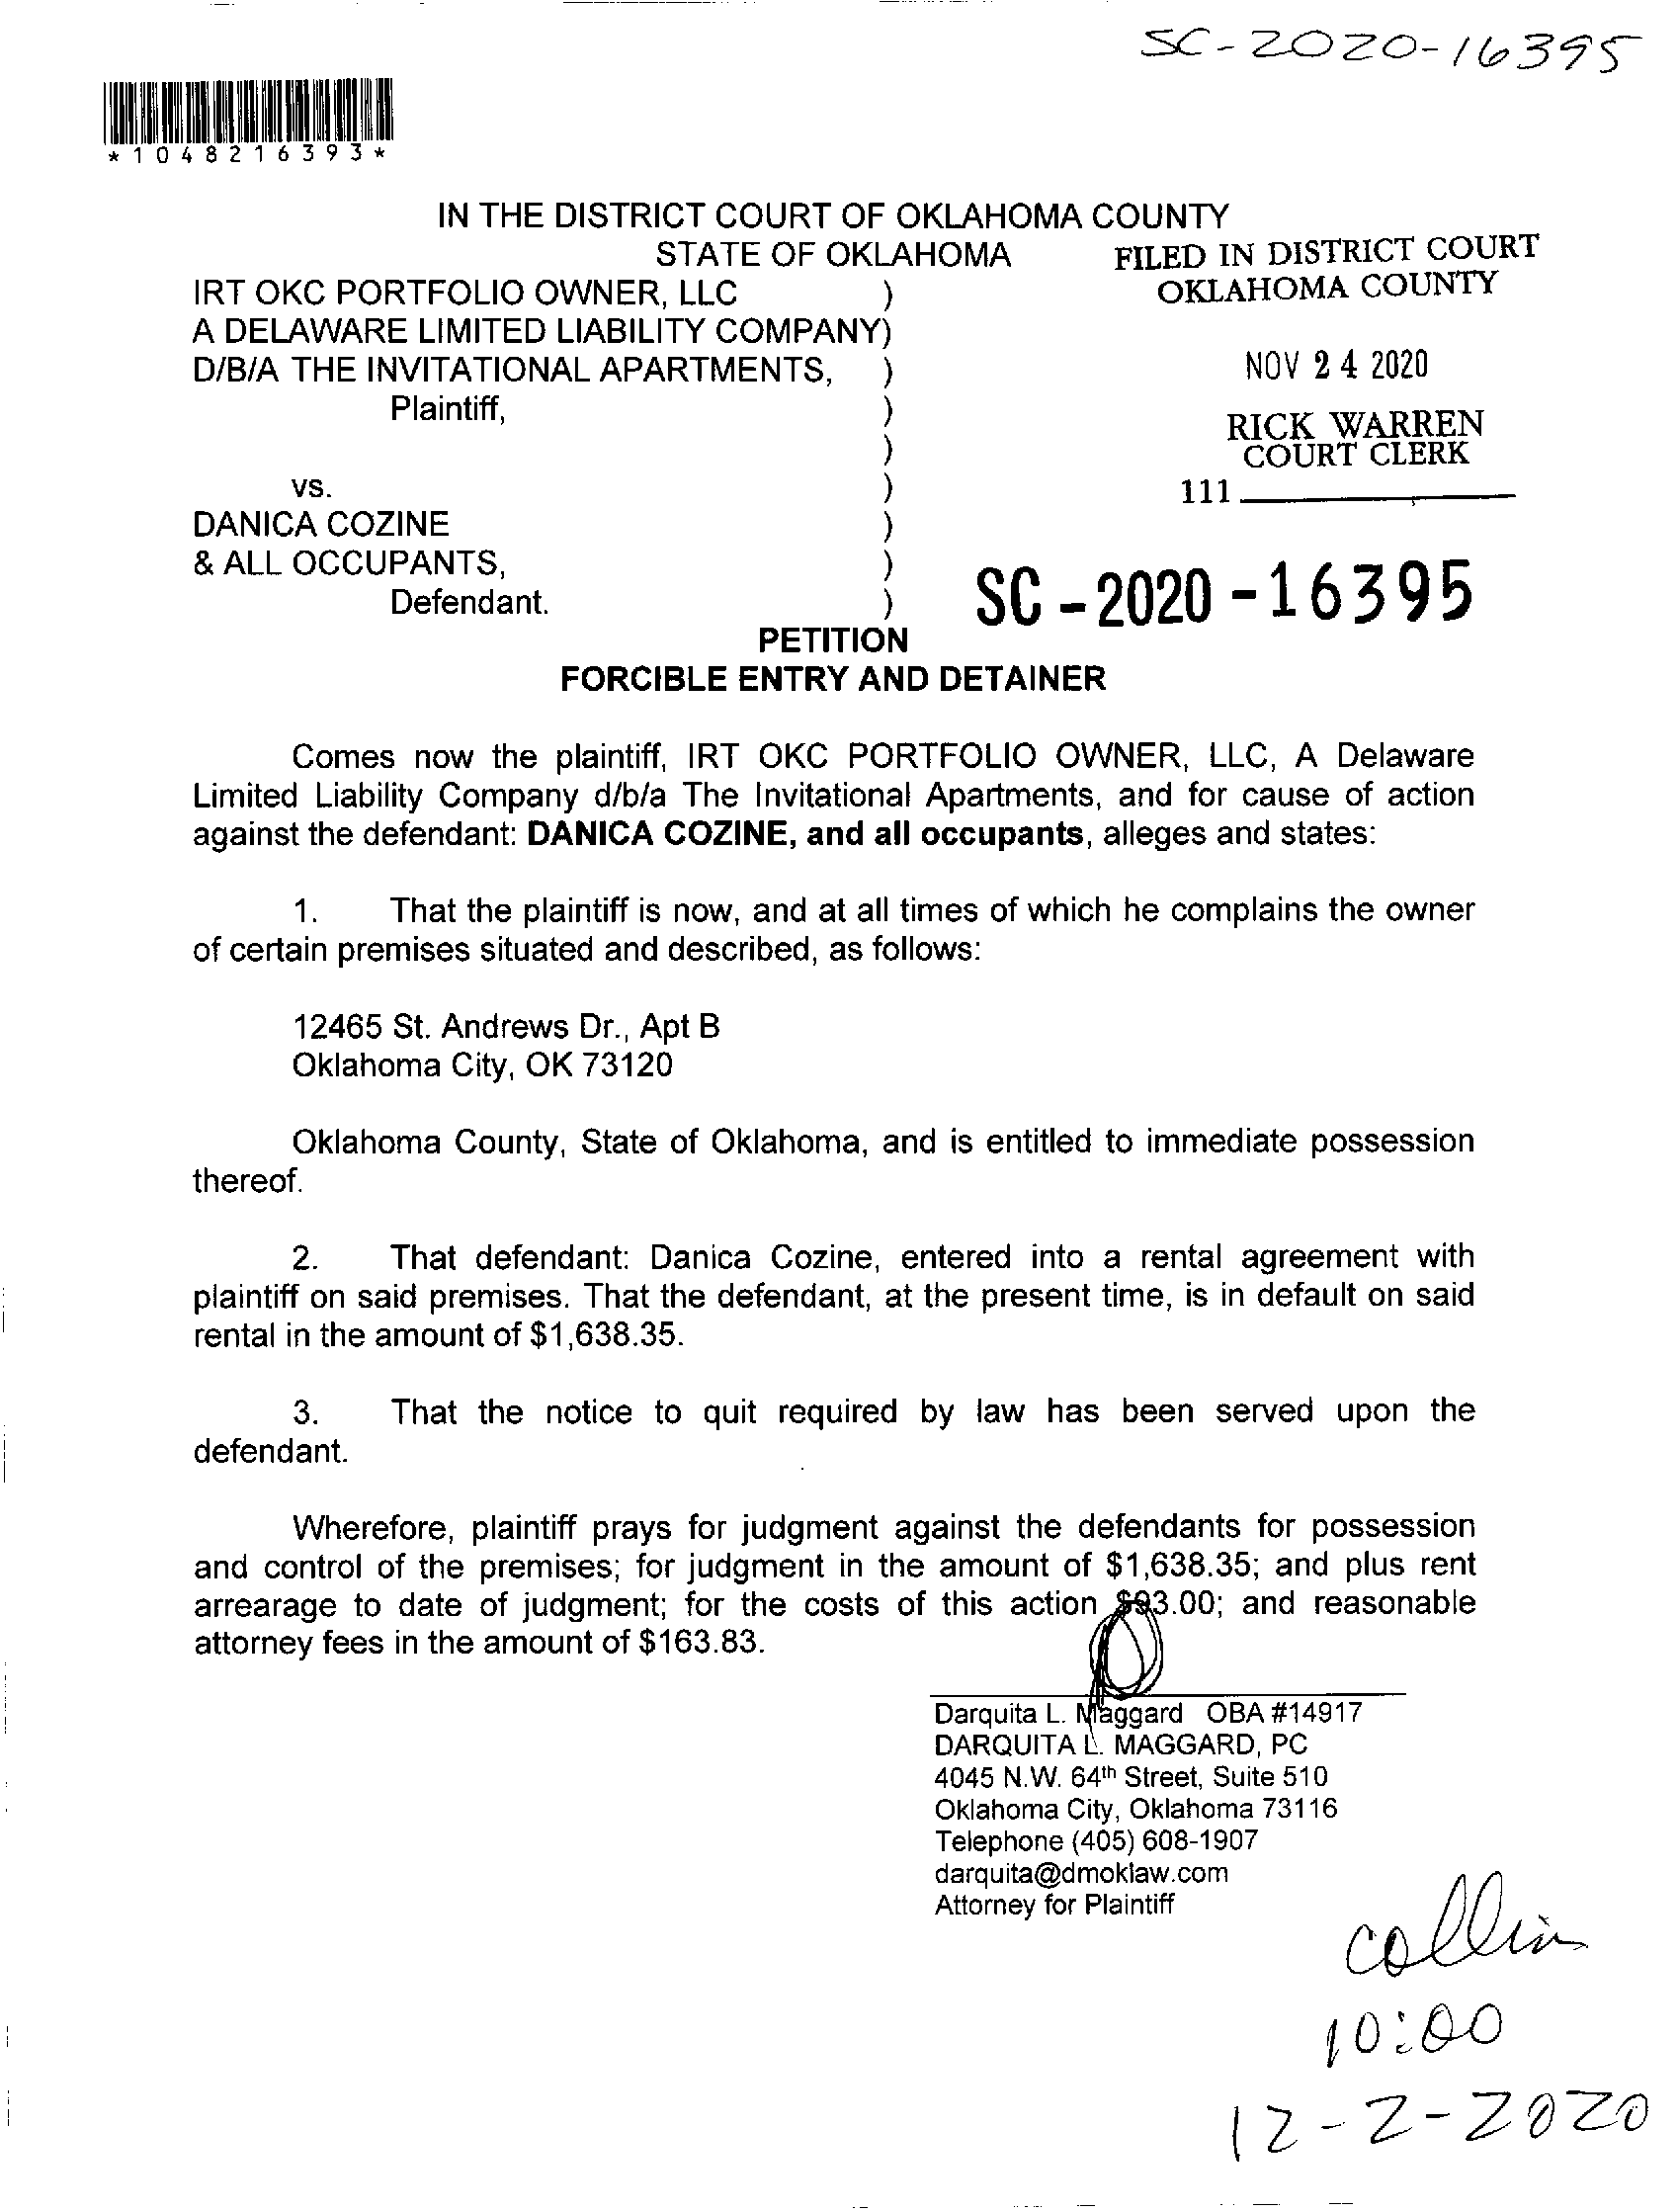 SC-2020-16395
*1048216393*
IN THE DISTRICT COURT OF OKLAHOMA COUNTY
STATE OF OKLAHOMA
FILED IN DISTRICT COURT
OKLAHOMA COUNTY
IRT OKC PORTFOLIO OWNER, LLC )
A DELAWARE LIMITED LIABILITY COMPANY)
D/B/A THE INVITATIONAL APARTMENTS, )
Plaintiff, )
)
vs. )
DANICA COZINE )
& ALL OCCUPANTS, )
Defendant. )
NOV 24 2020
RICK WARREN
COURT CLERK
111
SC-2020-16395
PETITION
FORCIBLE ENTRY AND DETAINER
Comes now the plaintiff, IRT OKC PORTFOLIO OWNER, LLC, A Delaware
Limited Liability Company d/b/a The Invitational Apartments, and for cause of action
against the defendant: DANICA COZINE, and all occupants, alleges and states:
1. That the plaintiff is now, and at all times of which he complains the owner
of certain premises situated and described, as follows:
12465 St. Andrews Dr., Apt B
Oklahoma City, OK 73120
Oklahoma County, State of Oklahoma, and is entitled to immediate possession
thereof.
2. That defendant: Danica Cozine, entered into a rental agreement with
plaintiff on said premises. That the defendant, at the present time, is in default on said
rental in the amount of $1,638.35.
3. That the notice to quit required by law has been served upon the
defendant.
Wherefore, plaintiff prays for judgment against the defendants for possession
and control of the premises; for judgment in the amount of $1,638.35; and plus rent
arrearage to date of judgment; for the costs of this action $93.00; and reasonable
attorney fees in the amount of $163.83.
Darquita L. Maggard OBA #14917
DARQUITA L. MAGGARD, PC
4045 N.W. 64th Street, Suite 510
Oklahoma City, Oklahoma 73116
Telephone (405) 608-1907
darquita@dmoklaw.com
Attorney for Plaintiff
collin
10:00
12-2-2020